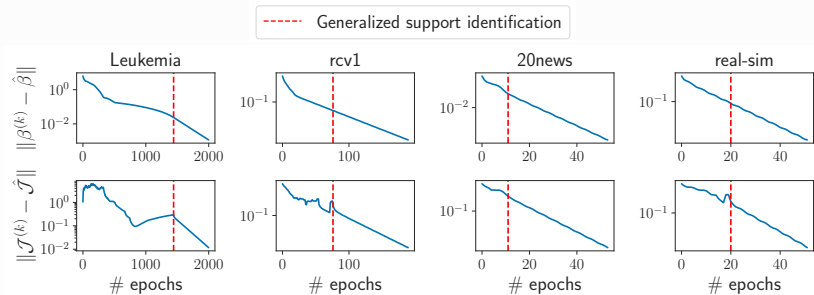 Generalized support identification
Leukemia
rcv1
20news
real-sim
||β^(k) − β̂||
10^0
10^−2
0 1000 2000
10^−1
0 100
10^−2
0 20 40
10^−1
0 20 40
||𝒥^(k) − 𝒥̂||
10^0
10^−1
10^−2
0 1000 2000
# epochs
10^−1
0 100
# epochs
10^−1
0 20 40
# epochs
10^−1
0 20 40
# epochs